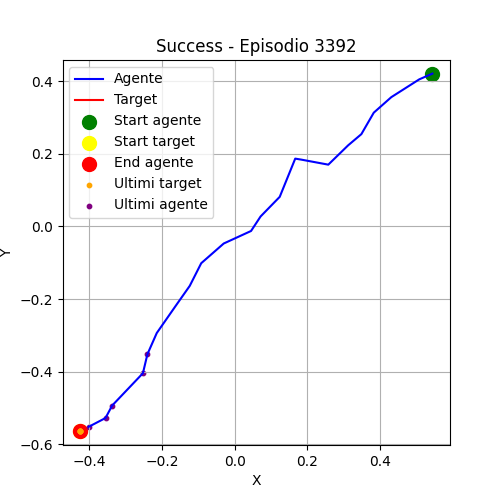 Success - Episodio 3392
Agente
Target
Start agente
Start target
End agente
Ultimi target
Ultimi agente
0.4
0.2
0.0
−0.2
−0.4
−0.6
Y
−0.4
−0.2
0.0
0.2
0.4
X